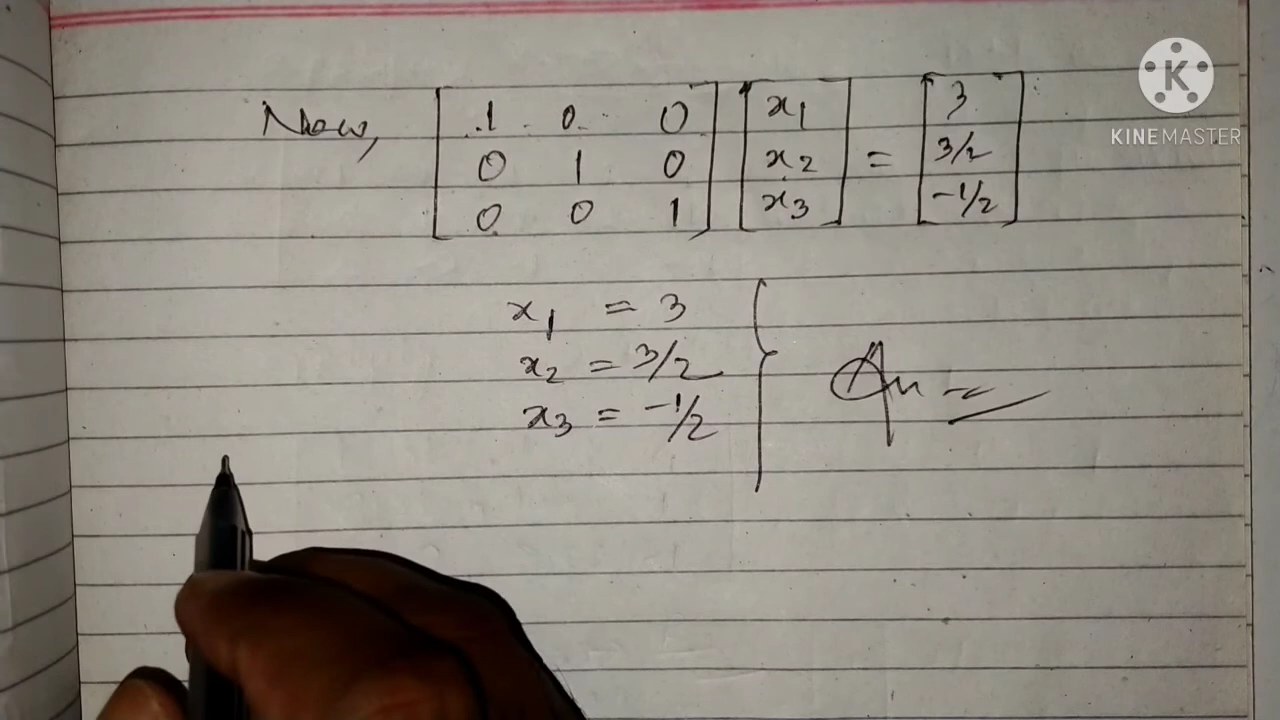 Now, [1 0 0] [x1] [3]
[0 1 0] [x2] = [3/2]
[0 0 1] [x3] [-1/2]
x1 = 3
x2 = 3/2
x3 = -1/2
K
KINEMASTER